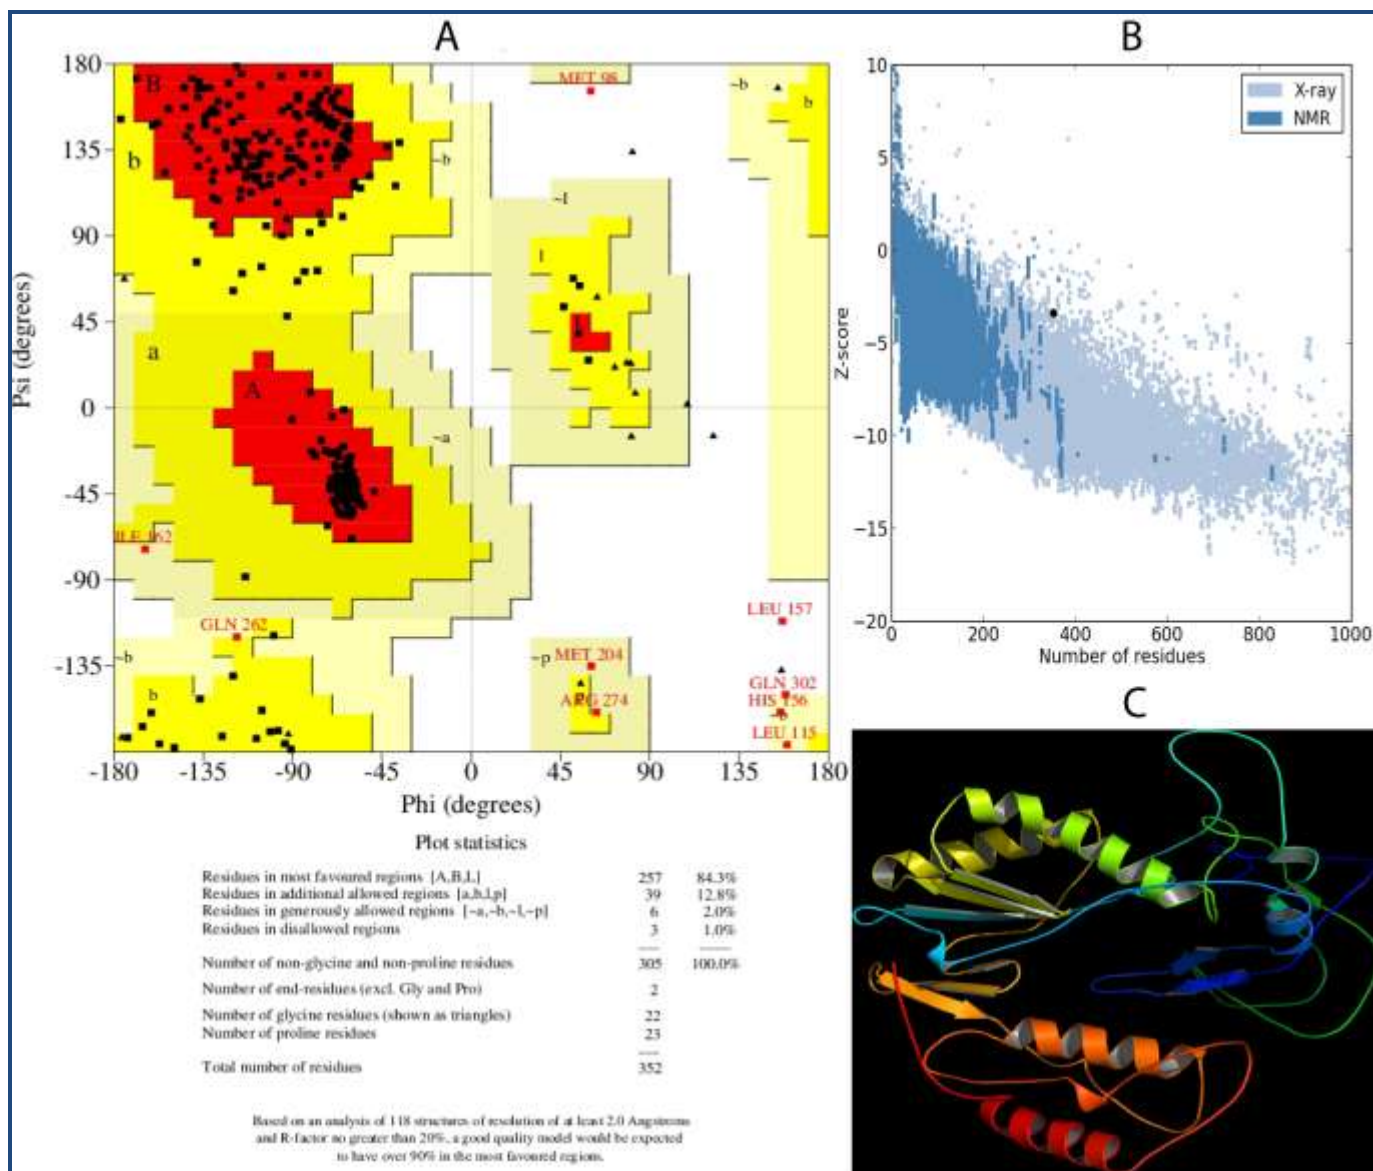 A
180
135
90
45
0
-45
-90
-135
-180
-135
-90
-45
0
45
90
135
180
Psi (degrees)
Phi (degrees)
B
b
~b
MET 98
~b
b
~l
l
a
A
~a
ILE 162
GLN 262
~b
b
~p
MET 204
ARG 274
LEU 157
GLN 302
HIS 156
~b
LEU 115
Plot statistics
Residues in most favoured regions [A,B,L] 257 84.3%
Residues in additional allowed regions [a,b,l,p] 39 12.8%
Residues in generously allowed regions [~a,~b,~l,~p] 6 2.0%
Residues in disallowed regions 3 1.0%
Number of non-glycine and non-proline residues 305 100.0%
Number of end-residues (excl. Gly and Pro) 2
Number of glycine residues (shown as triangles) 22
Number of proline residues 23
Total number of residues 352
Based on an analysis of 118 structures of resolution of at least 2.0 Angstroms
and R-factor no greater than 20%, a good quality model would be expected
to have over 90% in the most favoured regions.
B
10
5
0
−5
−10
−15
−20
0 200 400 600 800 1000
Z-score
Number of residues
X-ray
NMR
C